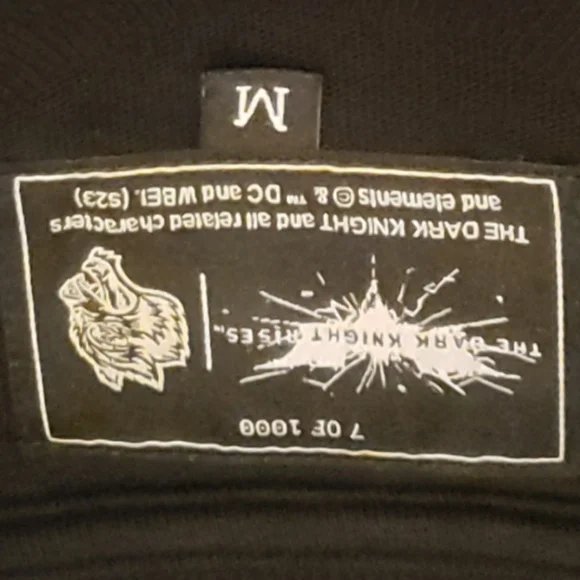 7 OF 1000
THE DARK KNIGHT RISES™
THE DARK KNIGHT and all related characters
and elements © & ™ DC and WBEI. (s23)
M